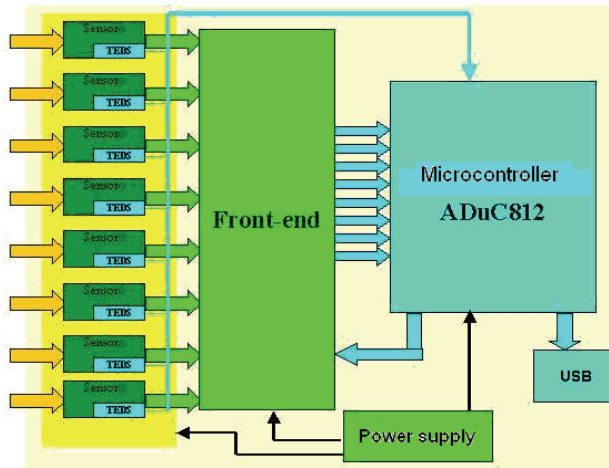 Sensor
TEDS
Sensor
TEDS
Sensor
TEDS
Sensor
TEDS
Sensor
TEDS
Sensor
TEDS
Sensor
TEDS
Sensor
TEDS
Front-end
Microcontroller
ADuC812
USB
Power supply